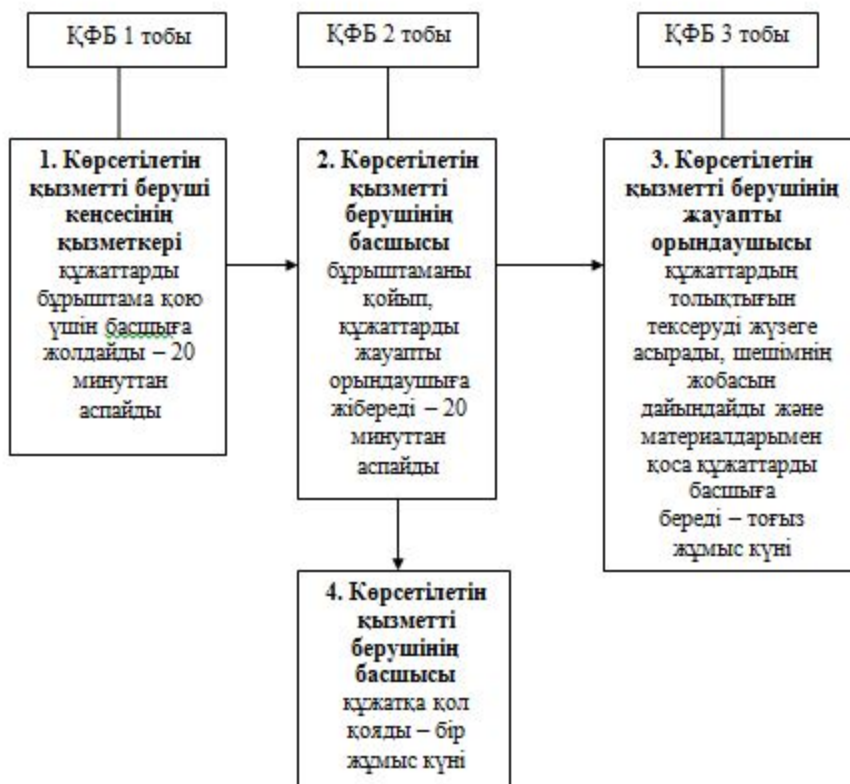 ҚФБ 1 тобы
ҚФБ 2 тобы
ҚФБ 3 тобы
1. Көрсетілетін
қызметті беруші
кеңсесінің
қызметкері
құжаттарды
бұрыштама қою
үшін басшыға
жолдайды – 20
минуттан
аспайды
2. Көрсетілетін
қызметті
берушінің
басшысы
бұрыштаманы
қойып,
құжаттарды
жауапты
орындаушыға
жібереді – 20
минуттан
аспайды
3. Көрсетілетін
қызметті берушінің
жауапты
орындаушысы
құжаттардың
толықтығын
тексеруді жүзеге
асырады, шешімнің
жобасын
дайындайды және
материалдарымен
қоса құжаттарды
басшыға
береді – тоғыз
жұмыс күні
4. Көрсетілетін
қызметті
берушінің
басшысы
құжатқа қол
қояды – бір
жұмыс күні